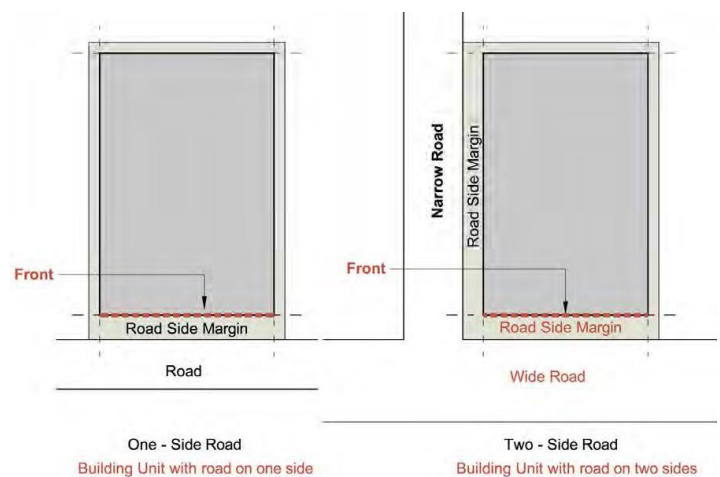 Front
Road Side Margin
Road
One - Side Road
Building Unit with road on one side
Narrow Road
Road Side Margin
Front
Road Side Margin
Wide Road
Two - Side Road
Building Unit with road on two sides